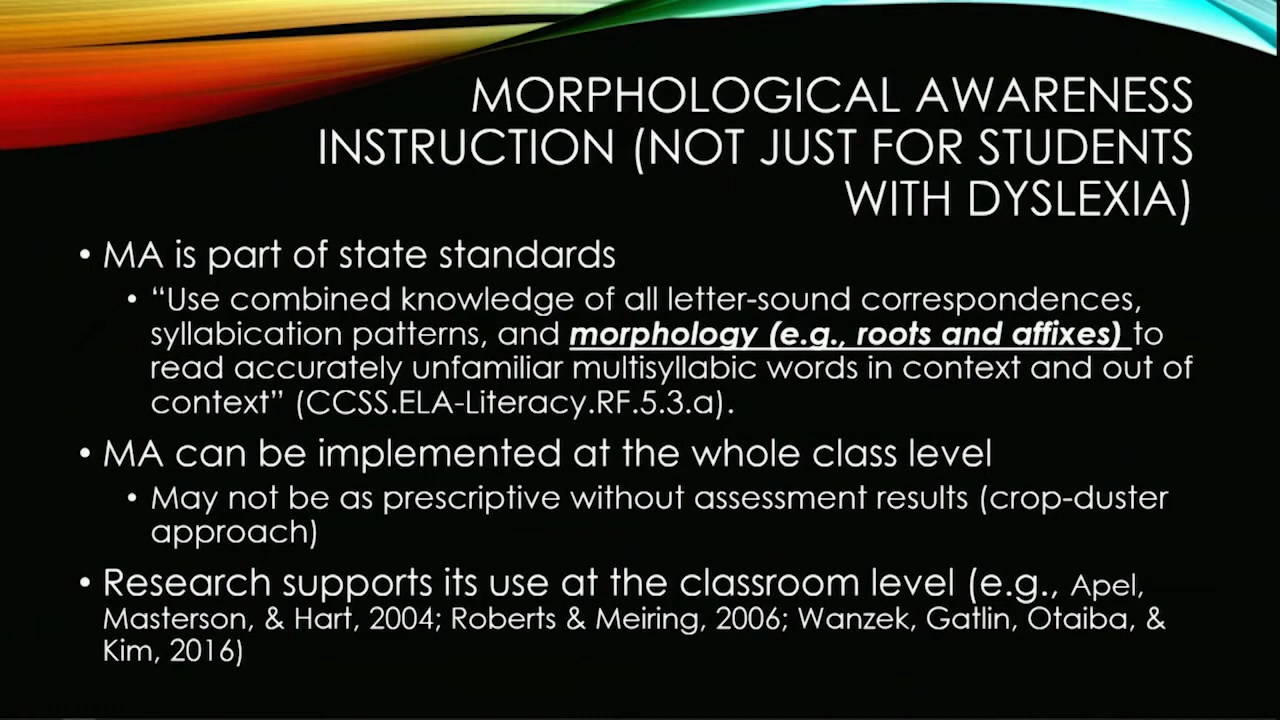 MORPHOLOGICAL AWARENESS
INSTRUCTION (NOT JUST FOR STUDENTS
WITH DYSLEXIA)
• MA is part of state standards
• “Use combined knowledge of all letter-sound correspondences,
syllabication patterns, and morphology (e.g., roots and affixes) to
read accurately unfamiliar multisyllabic words in context and out of
context” (CCSS.ELA-Literacy.RF.5.3.a).
• MA can be implemented at the whole class level
• May not be as prescriptive without assessment results (crop-duster
approach)
• Research supports its use at the classroom level (e.g., Apel,
Masterson, & Hart, 2004; Roberts & Meiring, 2006; Wanzek, Gatlin, Otaiba, &
Kim, 2016)